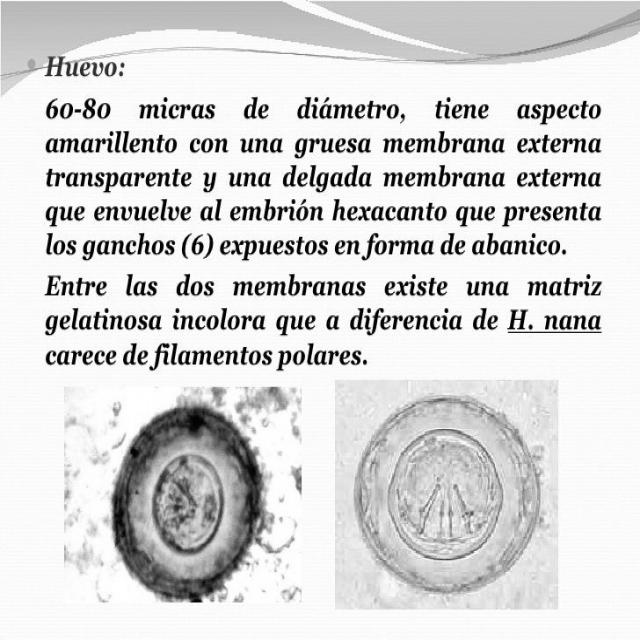 Huevo:
60-80 micras de diámetro, tiene aspecto
amarillento con una gruesa membrana externa
transparente y una delgada membrana externa
que envuelve al embrión hexacanto que presenta
los ganchos (6) expuestos en forma de abanico.
Entre las dos membranas existe una matriz
gelatinosa incolora que a diferencia de H. nana
carece de filamentos polares.